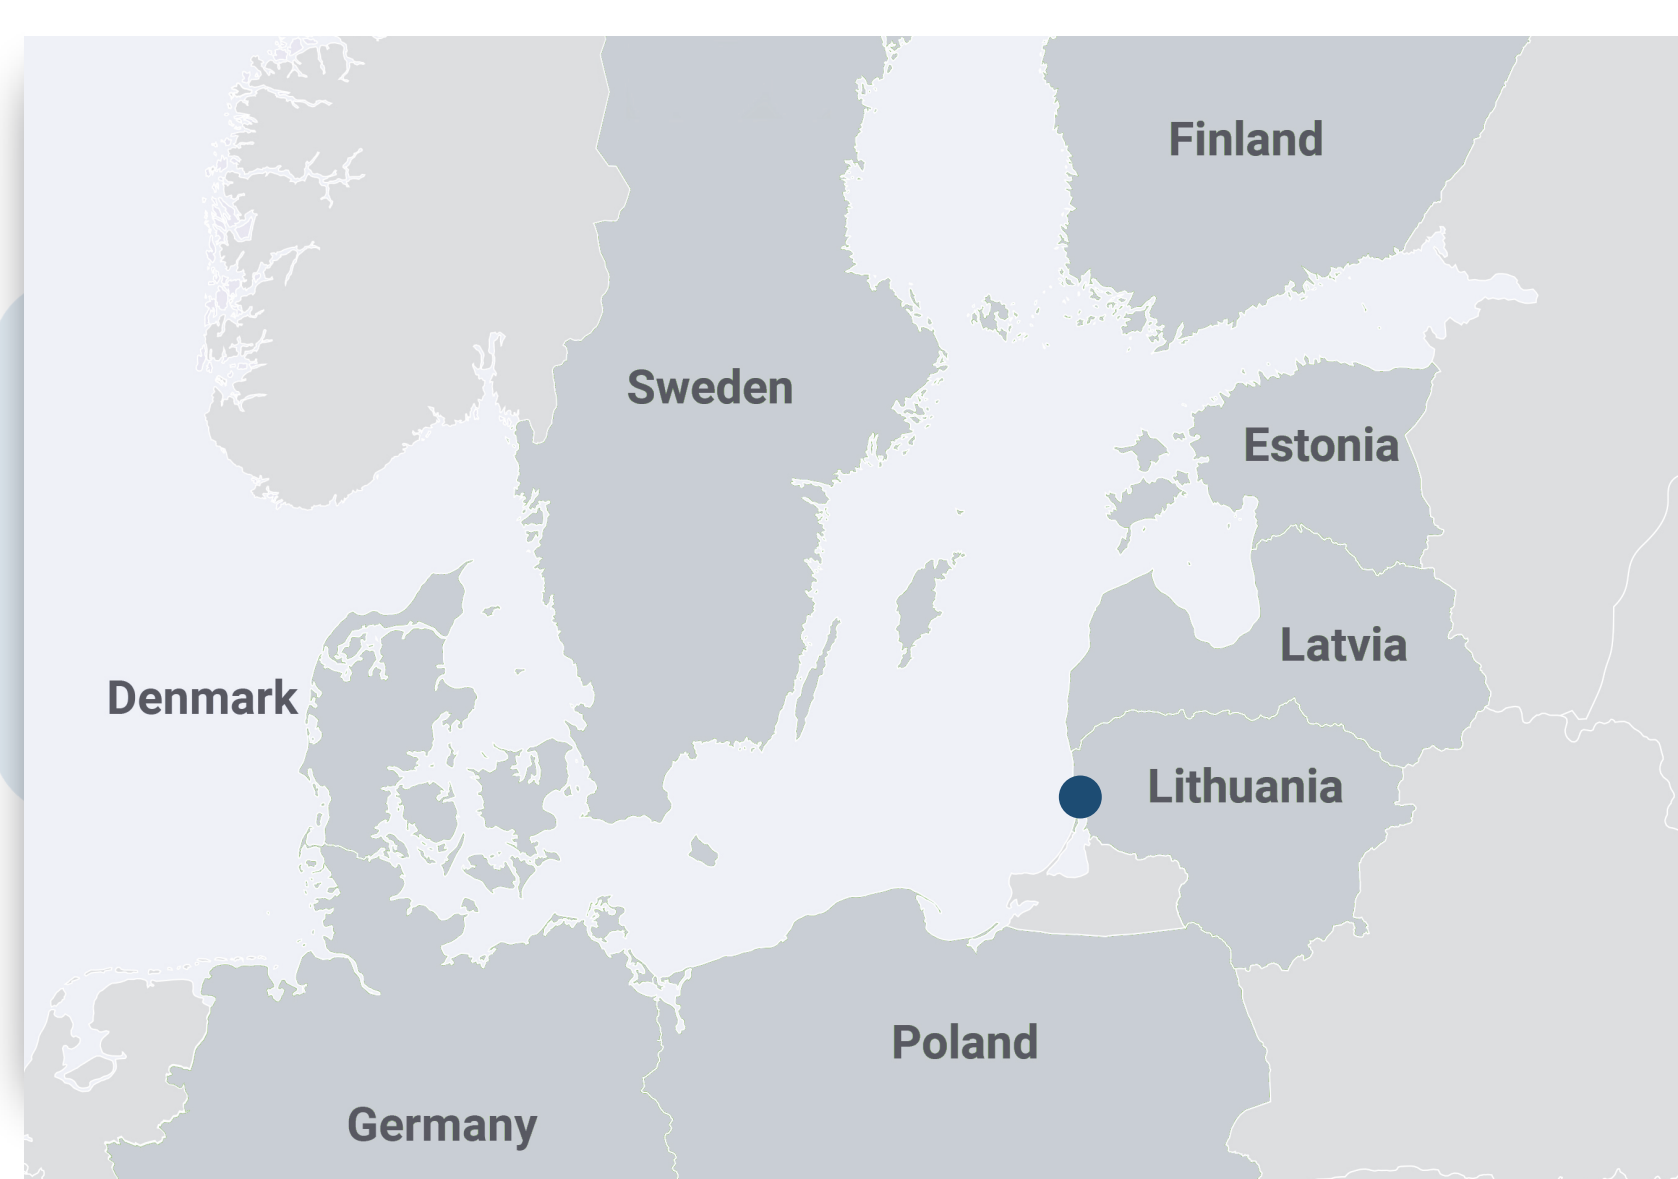 Finland
Sweden
Estonia
Latvia
Denmark
Lithuania
Poland
Germany